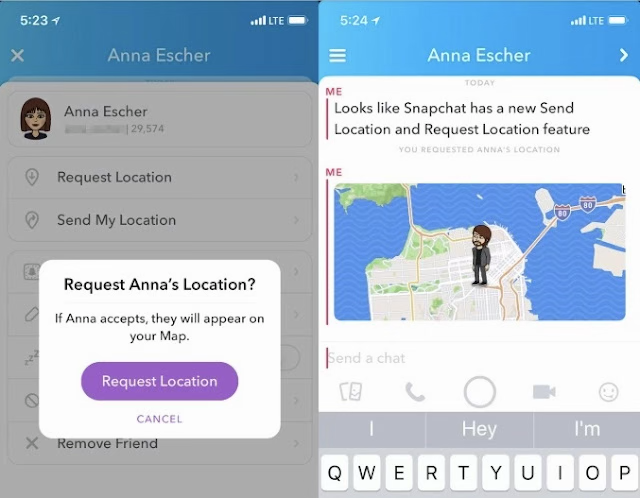 5:23
LTE
Anna Escher
TODAY
Anna Escher
| 29,574
Request Location
Send My Location
Request Anna's Location?
If Anna accepts, they will appear on
your Map.
Request Location
CANCEL
Remove Friend
5:24
LTE
Anna Escher
TODAY
ME
Looks like Snapchat has a new Send
Location and Request Location feature
YOU REQUESTED ANNA'S LOCATION
ME
80
80
Send a chat
I
Hey
I'm
Q W E R T Y U I O P